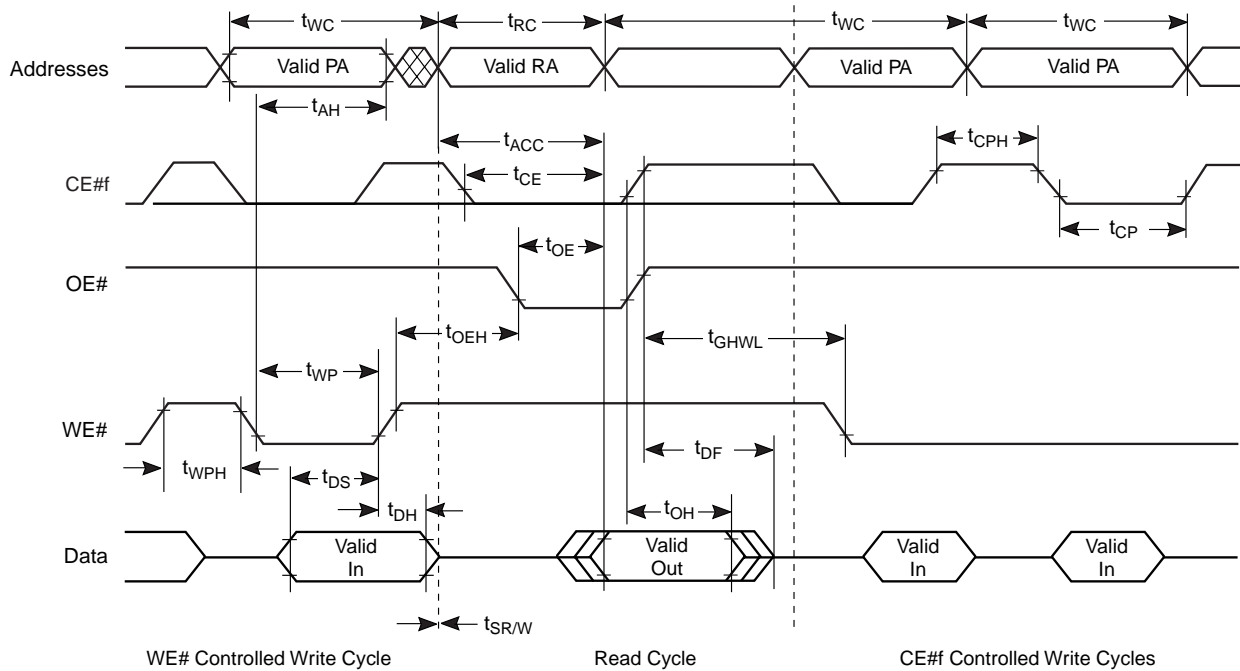 tWC tRC tWC tWC
Addresses Valid PA Valid RA Valid PA Valid PA
tAH
tACC tCPH
CE#f tCE
tCP
tOE
OE#
tOEH tGHWL
tWP
WE#
tDF
tWPH tDS
tDH tOH
Data Valid In Valid Out Valid In Valid In
tSR/W
WE# Controlled Write Cycle Read Cycle CE#f Controlled Write Cycles